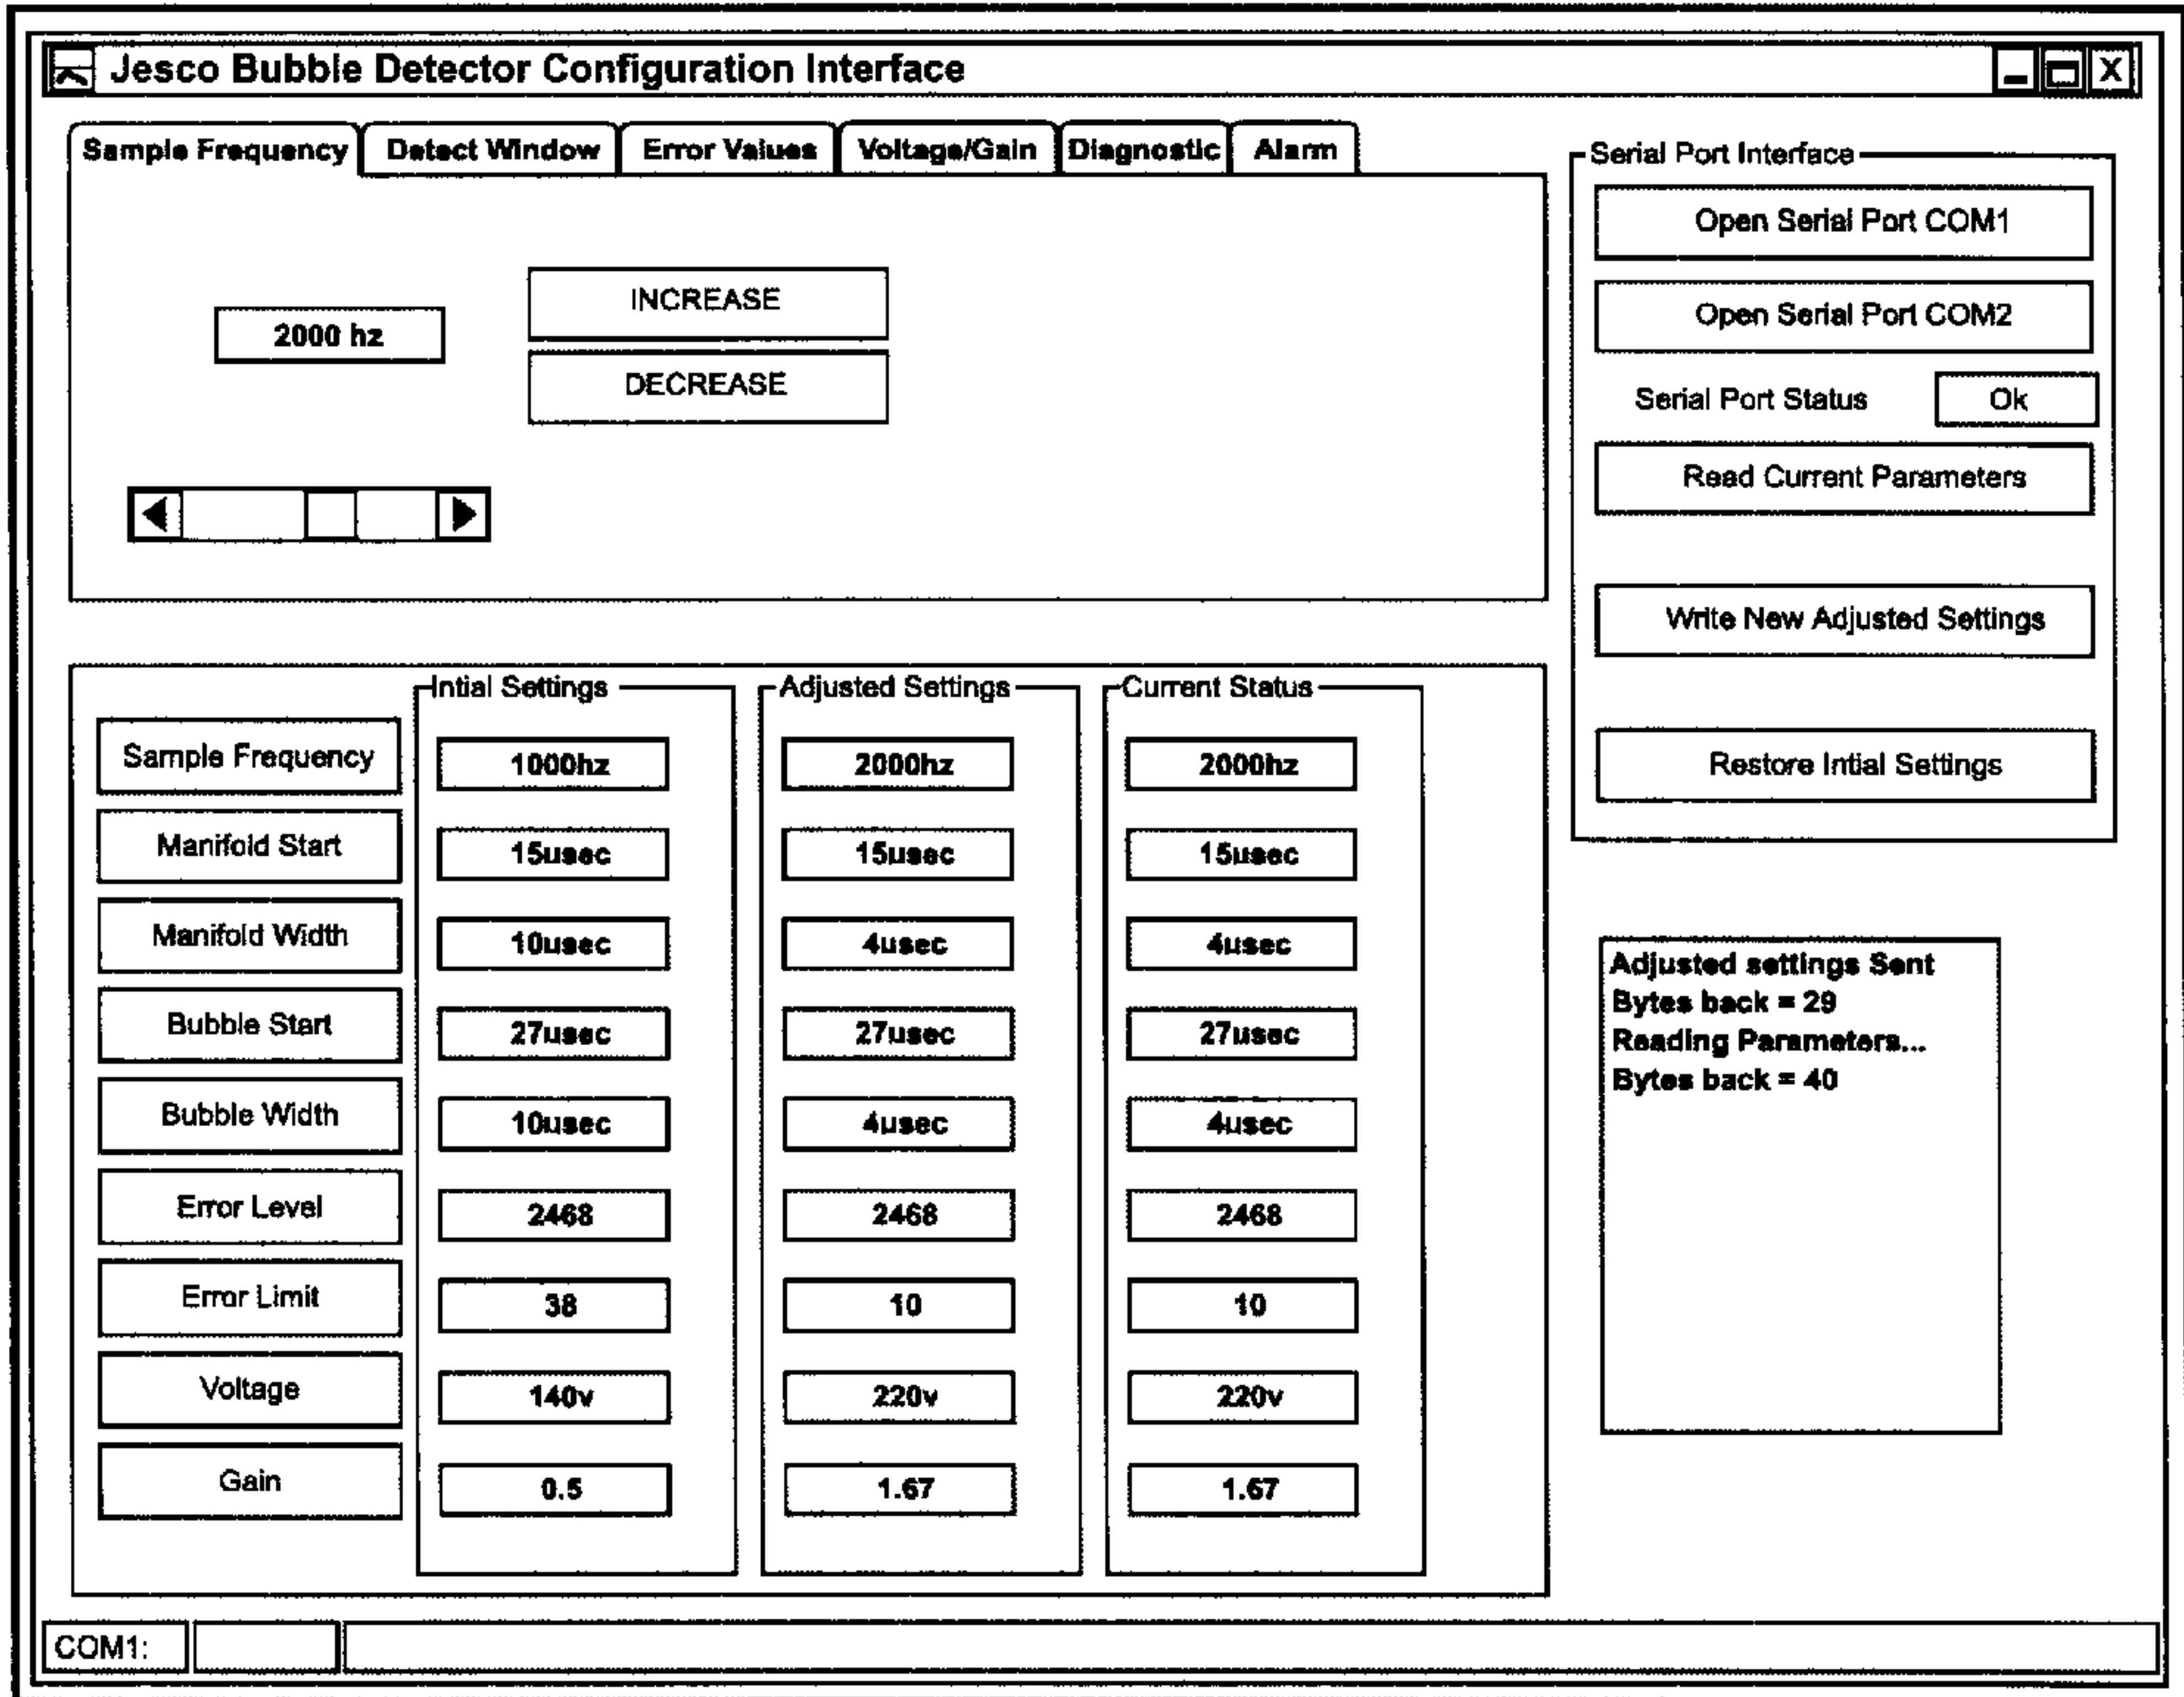 Jesco Bubble Detector Configuration Interface
X
Sample Frequency Detect Window Error Values Voltage/Gain Diagnostic Alarm
2000 hz
INCREASE
DECREASE
Serial Port Interface
Open Serial Port COM1
Open Serial Port COM2
Serial Port Status Ok
Read Current Parameters
Write New Adjusted Settings
Restore Intial Settings
Intial Settings Adjusted Settings Current Status
Sample Frequency 1000hz 2000hz 2000hz
Manifold Start 15usec 15usec 15usec
Manifold Width 10usec 4usec 4usec
Bubble Start 27usec 27usec 27usec
Bubble Width 10usec 4usec 4usec
Error Level 2468 2468 2468
Error Limit 38 10 10
Voltage 140v 220v 220v
Gain 0.5 1.67 1.67
Adjusted settings Sent
Bytes back = 29
Reading Parameters...
Bytes back = 40
COM1: